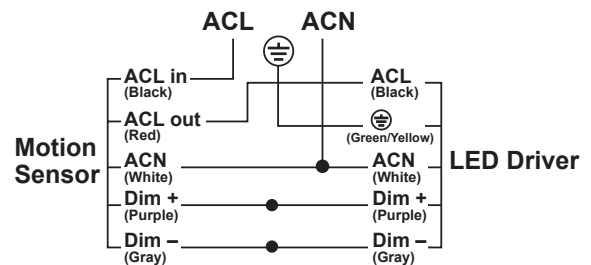 ACL ACN
ACL in
(Black)
ACL
(Black)
ACL out
(Red)
(Green/Yellow)
Motion
Sensor
ACN
(White)
ACN
(White)
LED Driver
Dim +
(Purple)
Dim +
(Purple)
Dim –
(Gray)
Dim –
(Gray)